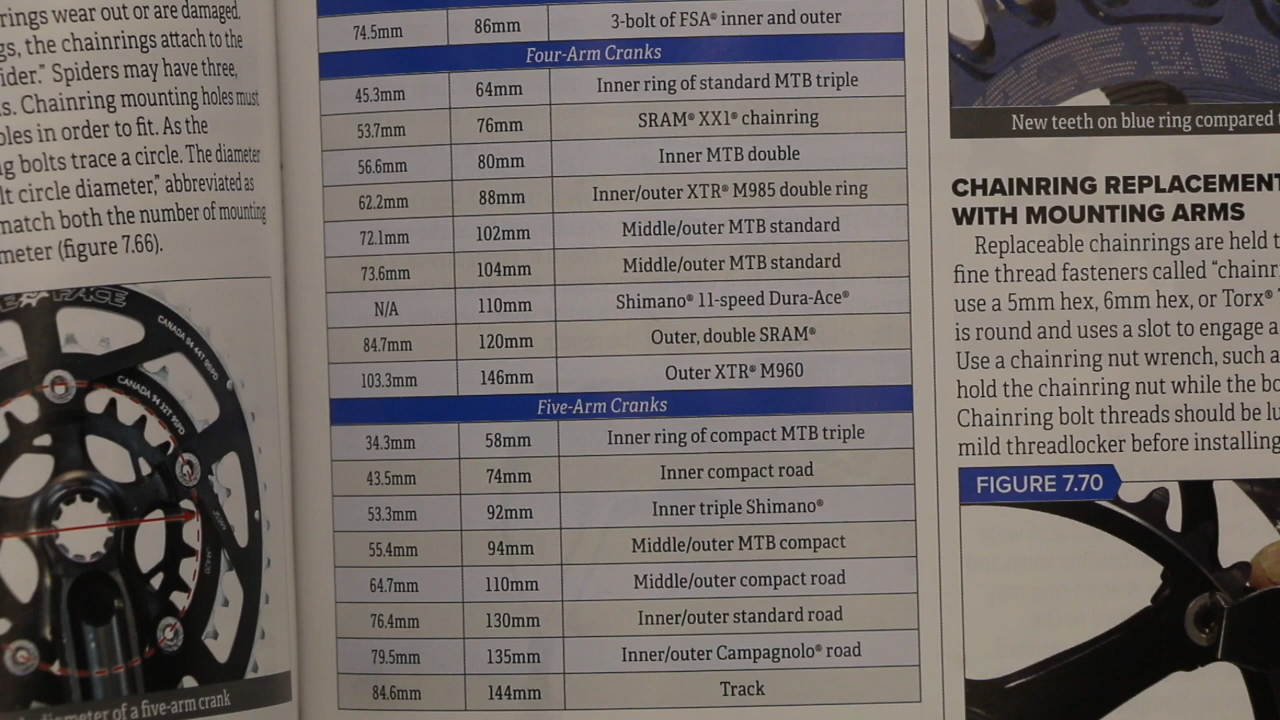 rings wear out or are damaged,
gs, the chainrings attach to the
ider.” Spiders may have three,
s. Chainring mounting holes must
oles in order to fit. As the
g bolts trace a circle. The diameter
lt circle diameter,” abbreviated as
match both the number of mounting
meter (figure 7.66).
CANADA 94 44T 9SPD
CANADA 94 32T 9SPD
diameter of a five-arm crank
74.5mm 86mm 3-bolt of FSA® inner and outer
Four-Arm Cranks
45.3mm 64mm Inner ring of standard MTB triple
53.7mm 76mm SRAM® XX1® chainring
56.6mm 80mm Inner MTB double
62.2mm 88mm Inner/outer XTR® M985 double ring
72.1mm 102mm Middle/outer MTB standard
73.6mm 104mm Middle/outer MTB standard
N/A 110mm Shimano® 11-speed Dura-Ace®
84.7mm 120mm Outer, double SRAM®
103.3mm 146mm Outer XTR® M960
Five-Arm Cranks
34.3mm 58mm Inner ring of compact MTB triple
43.5mm 74mm Inner compact road
53.3mm 92mm Inner triple Shimano®
55.4mm 94mm Middle/outer MTB compact
64.7mm 110mm Middle/outer compact road
76.4mm 130mm Inner/outer standard road
79.5mm 135mm Inner/outer Campagnolo® road
84.6mm 144mm Track
New teeth on blue ring compared
CHAINRING REPLACEMENT
WITH MOUNTING ARMS
Replaceable chainrings are held
fine thread fasteners called “chainr
use a 5mm hex, 6mm hex, or Torx®
is round and uses a slot to engage a
Use a chainring nut wrench, such a
hold the chainring nut while the bo
Chainring bolt threads should be lu
mild threadlocker before installing
FIGURE 7.70